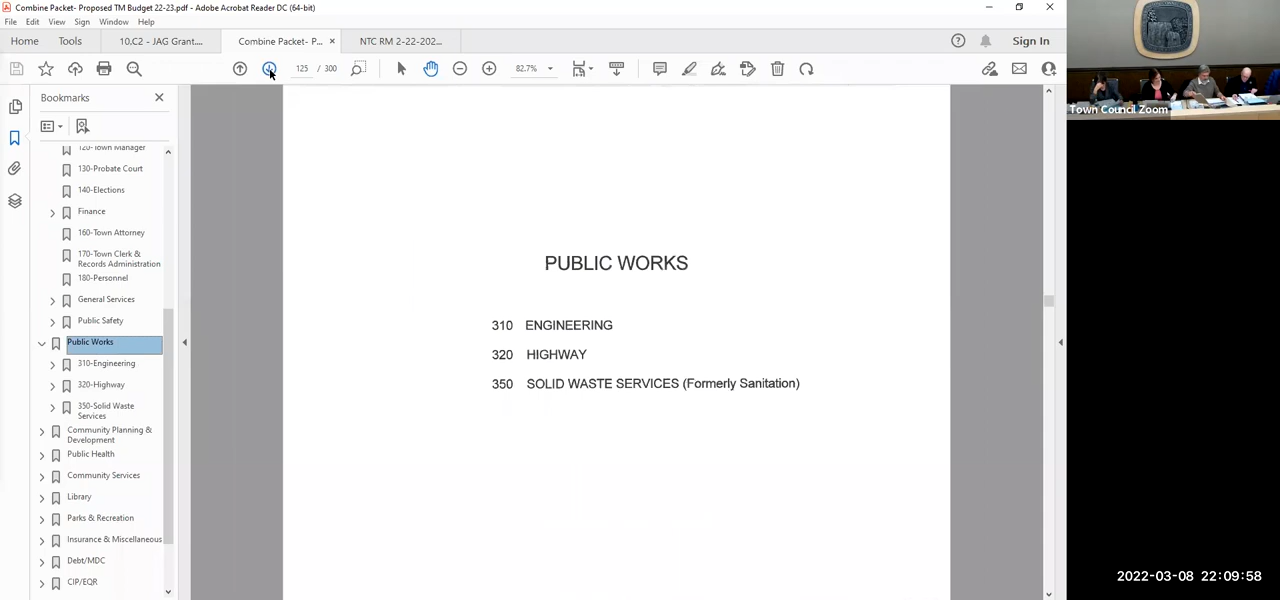 Combine Packet- Proposed TM Budget 22-23.pdf - Adobe Acrobat Reader DC (64-bit)
File Edit View Sign Window Help
Home Tools 10.C2 - JAG Grant... Combine Packet- P... NTC RM 2-22-202... Sign In
125 / 300 82.7%
Bookmarks
120-Town Manager
130-Probate Court
140-Elections
Finance
160-Town Attorney
170-Town Clerk &
Records Administration
180-Personnel
General Services
Public Safety
Public Works
310-Engineering
320-Highway
350-Solid Waste
Services
Community Planning &
Development
Public Health
Community Services
Library
Parks & Recreation
Insurance & Miscellaneous
Debt/MDC
CIP/EQR
PUBLIC WORKS
310 ENGINEERING
320 HIGHWAY
350 SOLID WASTE SERVICES (Formerly Sanitation)
Town Council Zoom
2022-03-08 22:09:58